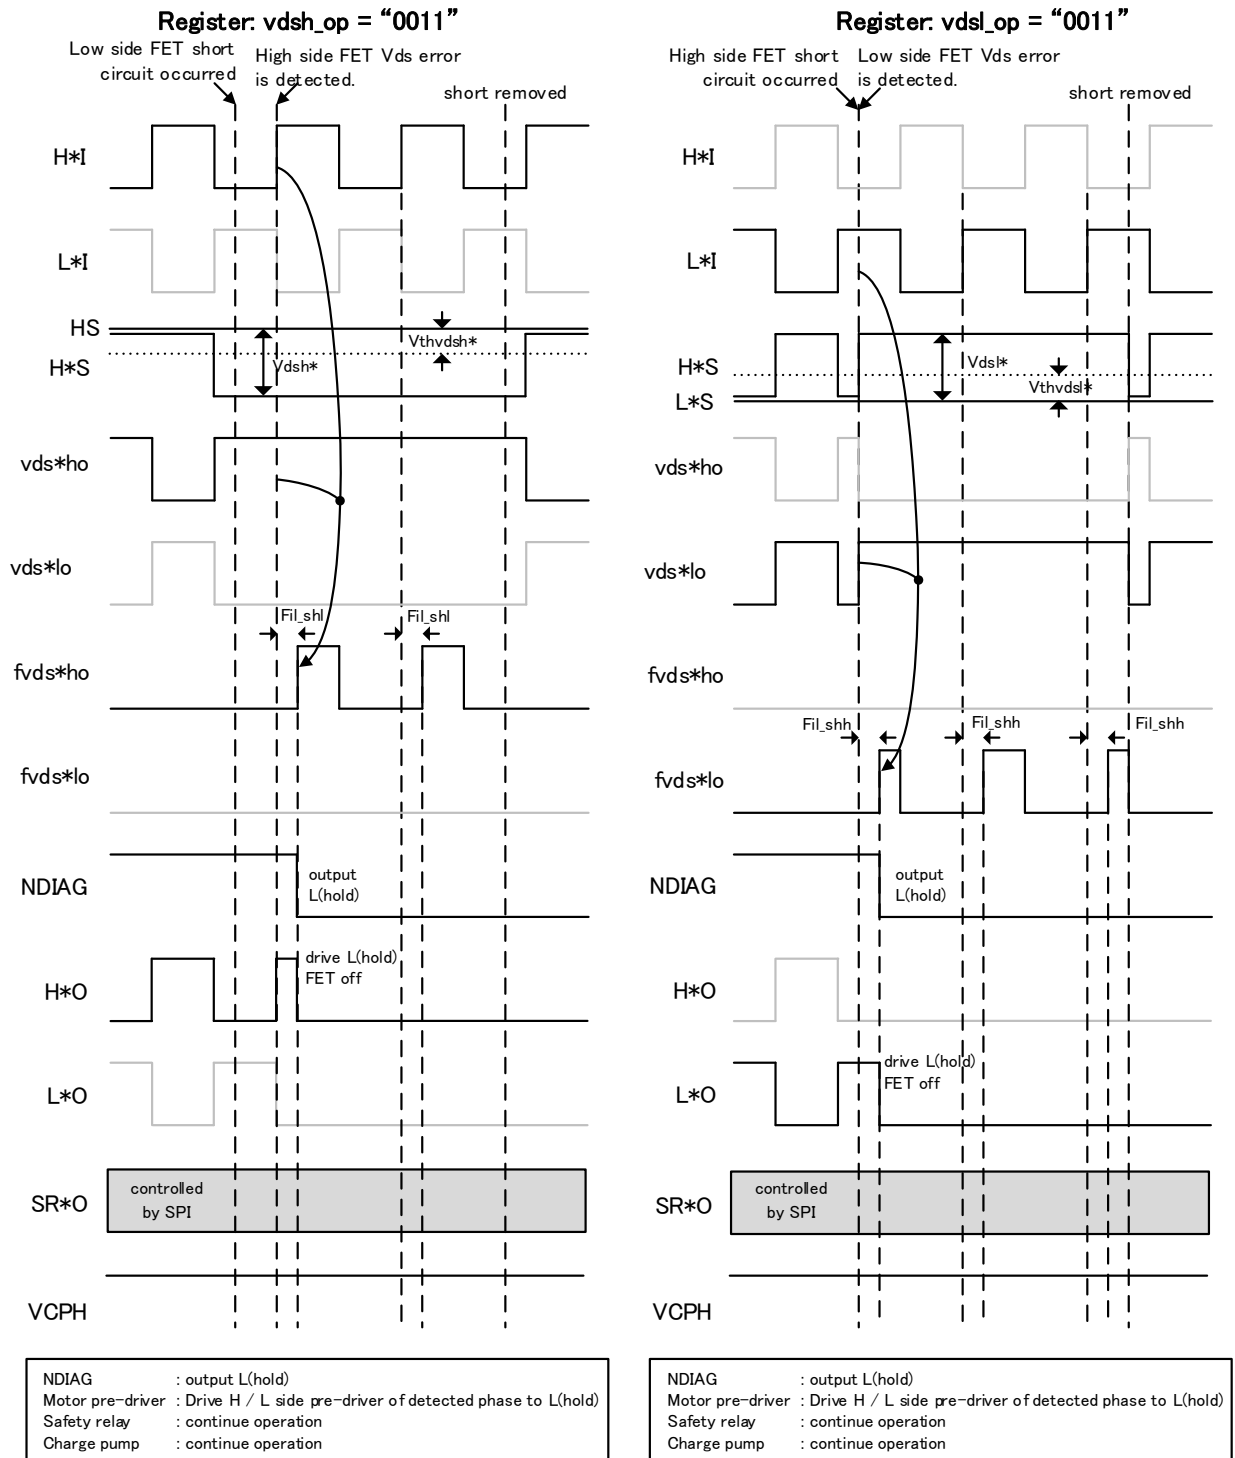 Register: vdsh_op = “0011”
Low side FET short
circuit occurred
High side FET Vds error
is detected.
short removed
H*I
L*I
HS
Vthvdsh*
H*S
Vdsh*
vds*ho
vds*lo
Fil_shl
Fil_shl
fvds*ho
fvds*lo
NDIAG
output
L(hold)
H*O
drive L(hold)
FET off
L*O
SR*O
controlled
by SPI
VCPH
NDIAG : output L(hold)
Motor pre-driver : Drive H / L side pre-driver of detected phase to L(hold)
Safety relay : continue operation
Charge pump : continue operation
Register: vdsl_op = “0011”
High side FET short
circuit occurred
Low side FET Vds error
is detected.
short removed
H*I
L*I
H*S
Vdsl*
Vthvdsl*
L*S
vds*ho
vds*lo
fvds*ho
Fil_shh
Fil_shh
Fil_shh
fvds*lo
NDIAG
output
L(hold)
H*O
drive L(hold)
FET off
L*O
SR*O
controlled
by SPI
VCPH
NDIAG : output L(hold)
Motor pre-driver : Drive H / L side pre-driver of detected phase to L(hold)
Safety relay : continue operation
Charge pump : continue operation